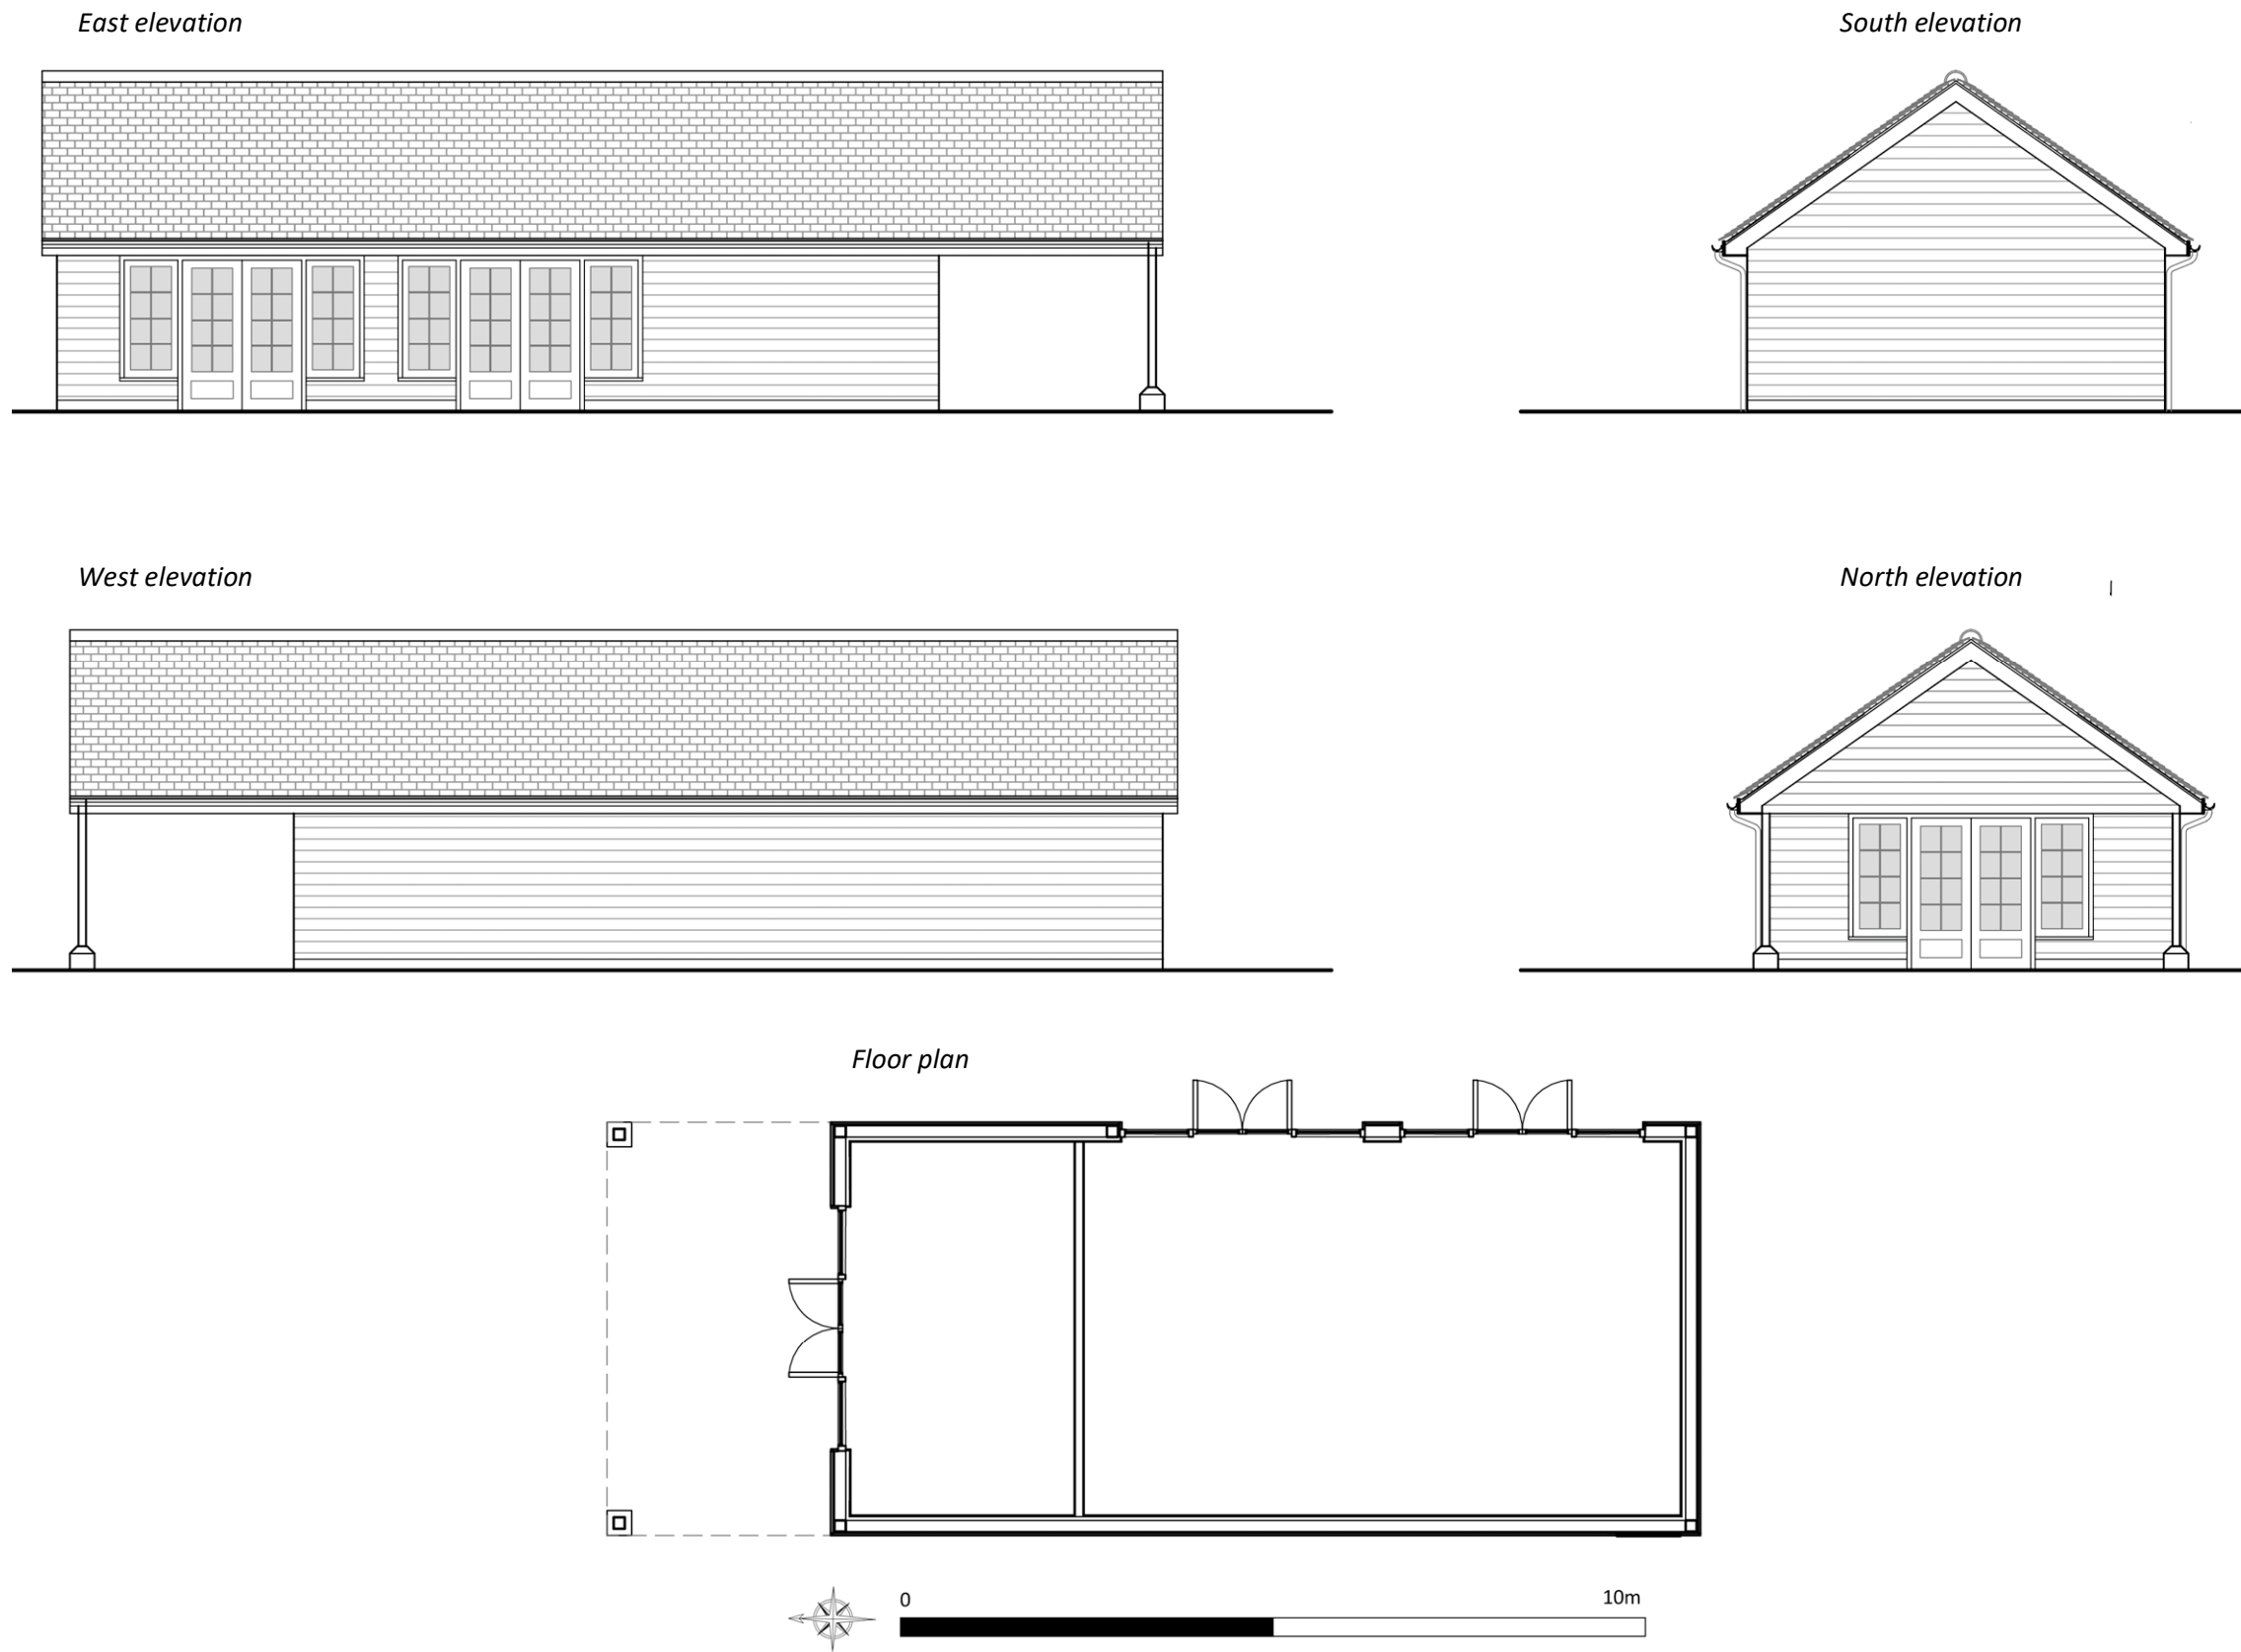 East elevation
South elevation
West elevation
North elevation
Floor plan
0
10m